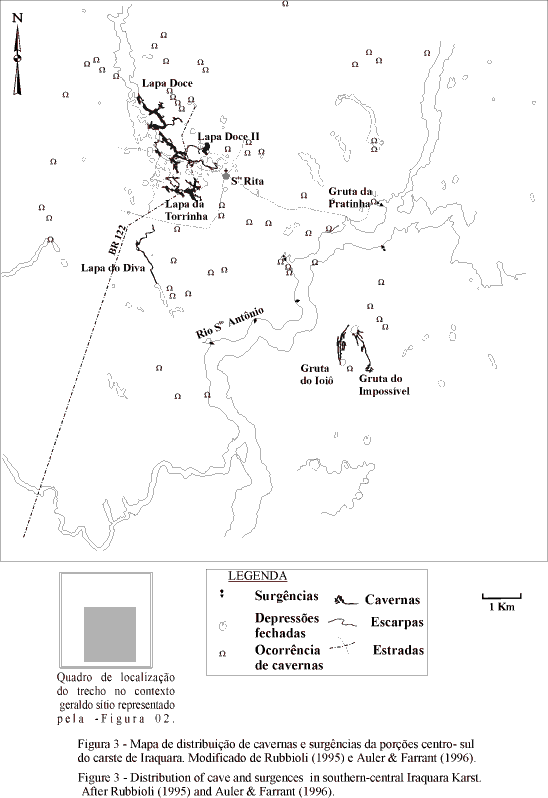 N
Lapa Doce
Lapa Doce II
Sta Rita
Gruta da
Pratinha
Lapa da
Torrinha
BR 122
Lapa do Diva
Rio Sto Antônio
Gruta
do Ioiô
Gruta do
Impossível
LEGENDA
Surgências
Cavernas
Depressões
fechadas
Escarpas
Ocorrência
de cavernas
Estradas
1 Km
Quadro de localização
do trecho no contexto
geraldo sítio representado
pela -Figura 02.
Figura 3 - Mapa de distribuição de cavernas e surgências da porções centro- sul
do carste de Iraquara. Modificado de Rubbioli (1995) e Auler & Farrant (1996).
Figure 3 - Distribution of cave and surgences in southern-central Iraquara Karst.
After Rubbioli (1995) and Auler & Farrant (1996).